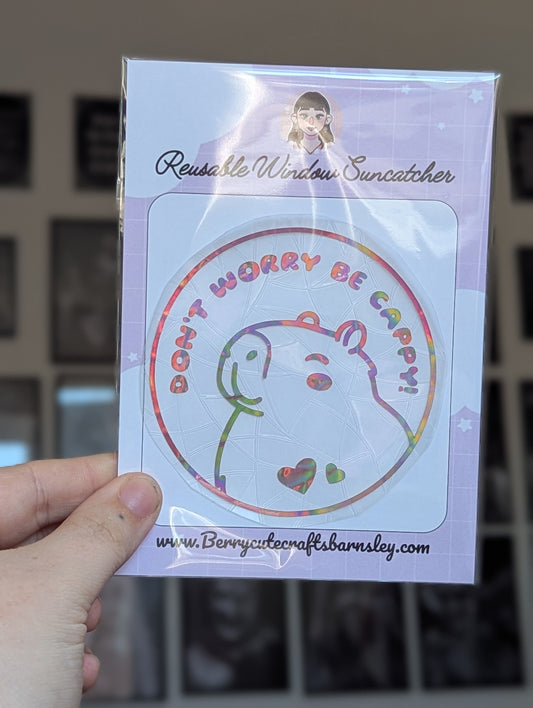 Reusable Window Suncatcher
DON'T WORRY BE CAPPY!
www.Berrycutecraftsbarnsley.com